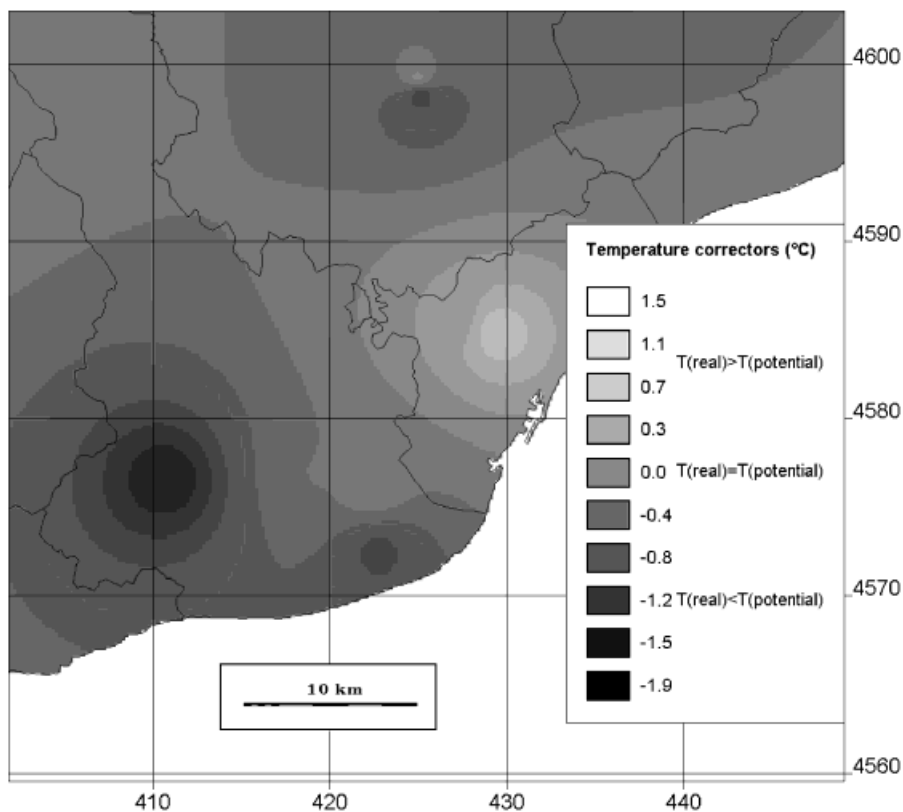 4600
4590
Temperature correctors (°C)
1.5
1.1
T(real)>T(potential)
0.7
0.3
0.0 T(real)=T(potential)
-0.4
-0.8
-1.2 T(real)<T(potential)
-1.5
-1.9
4580
4570
10 km
4560
410 420 430 440